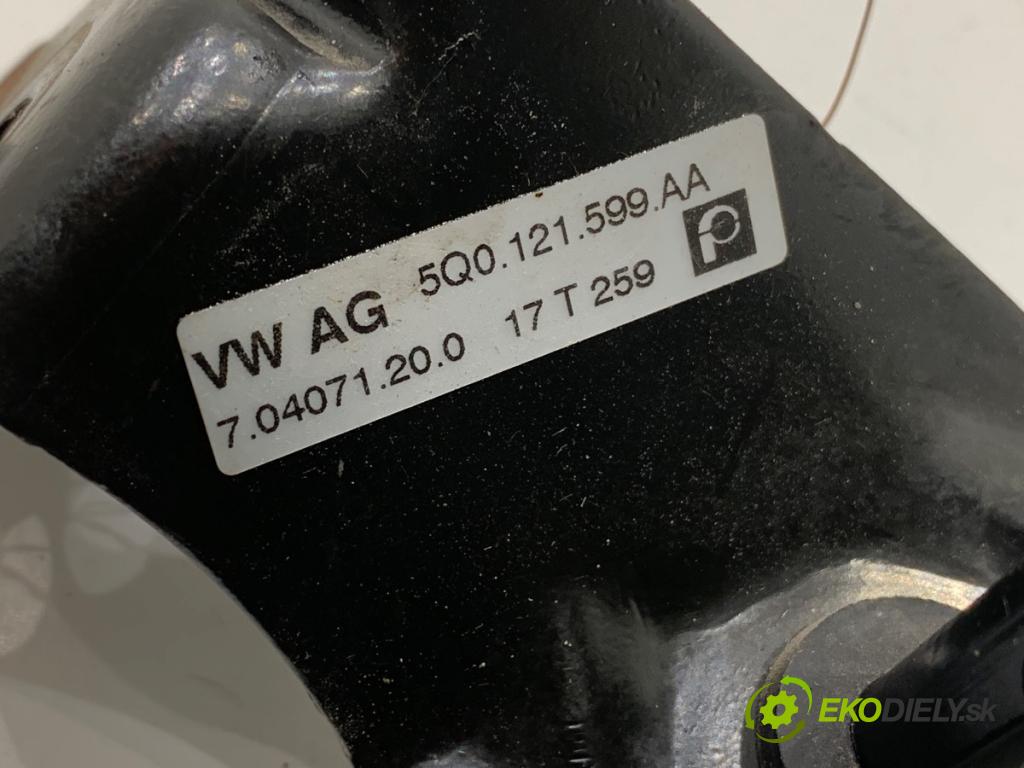 VW AG 5Q0.121.599.AA
7.04071.20.0 17 T 259
EKODIELY.sk